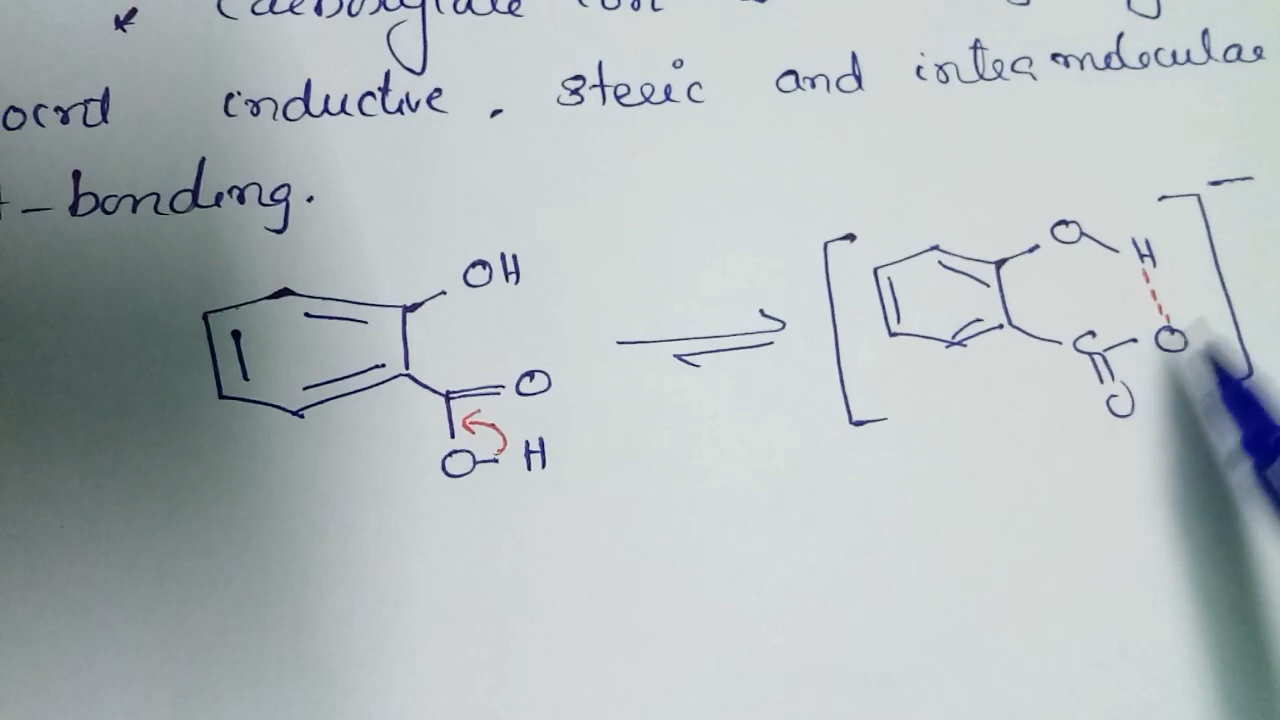 inductive, steric and intramolecular
- bonding.
OH
O
O - H
O H
C O
O